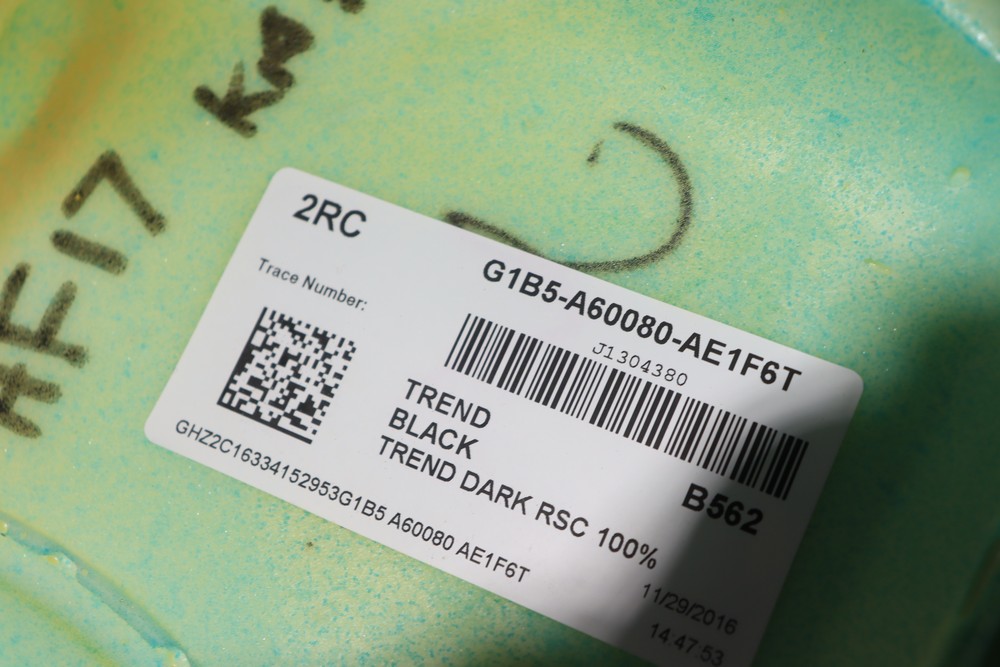 2RC
G1B5-A60080-AE1F6T
Trace Number:
J1304380
TREND
BLACK
TREND DARK RSC 100%
B562
GHZ2C16334152953G1B5 A60080 AE1F6T
11/29/2016
14:47:53